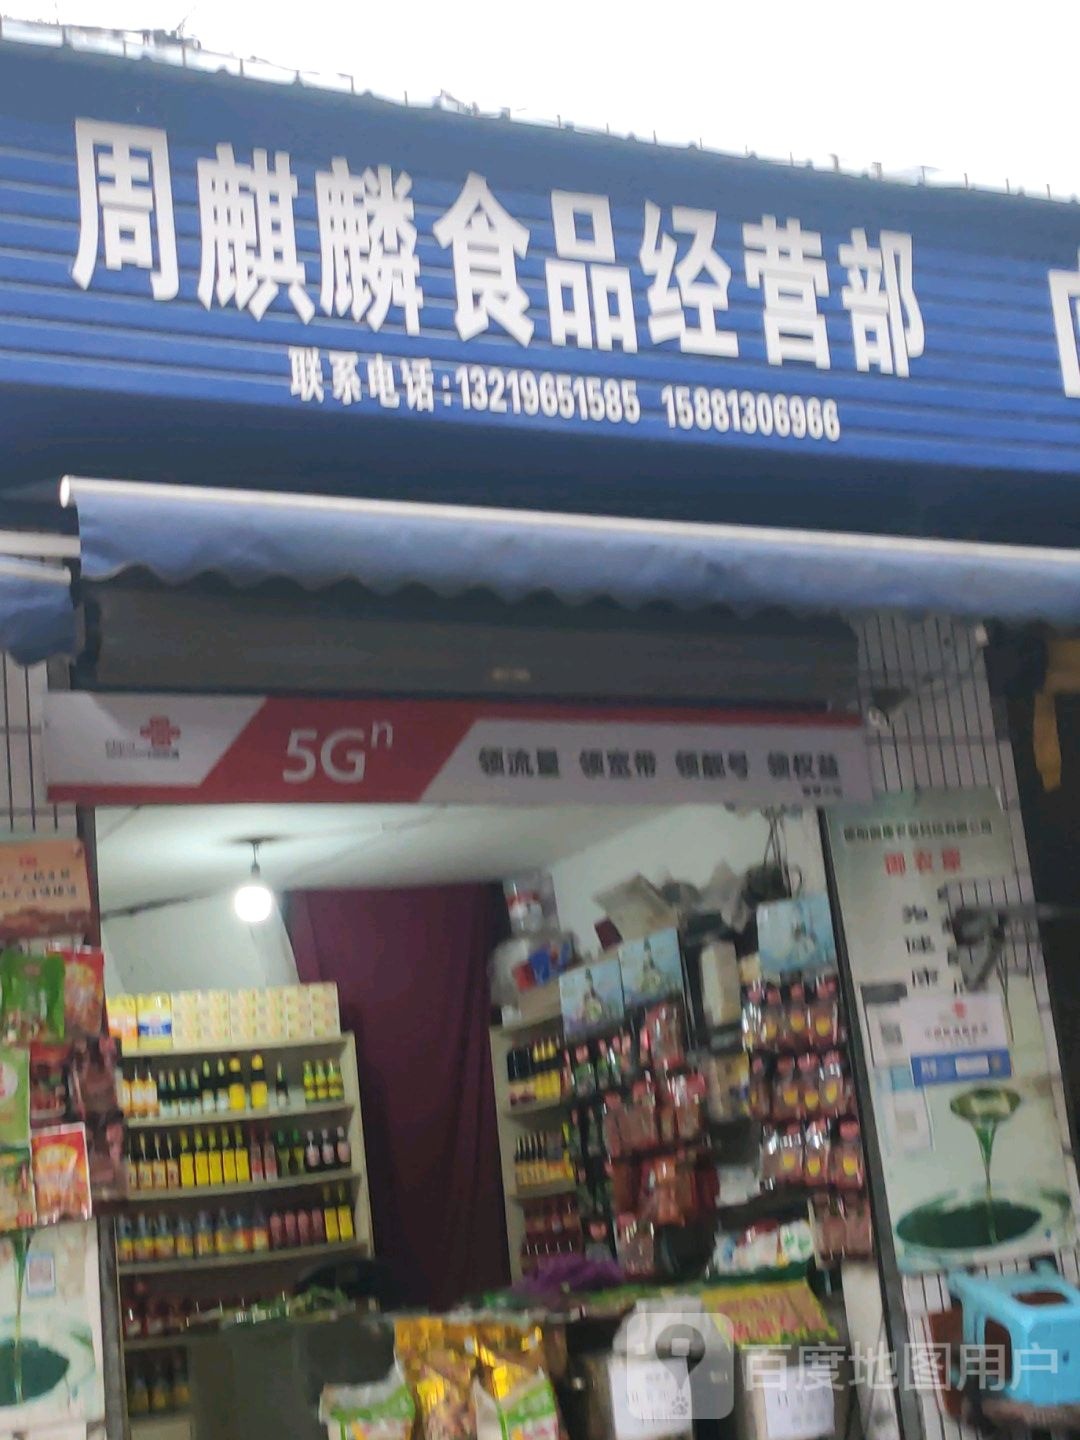 周麒麟食品经营部
联系电话:13219651585 15881306966
5Gⁿ
领流量 领宽带 领靓号 领权益
百度地图用户